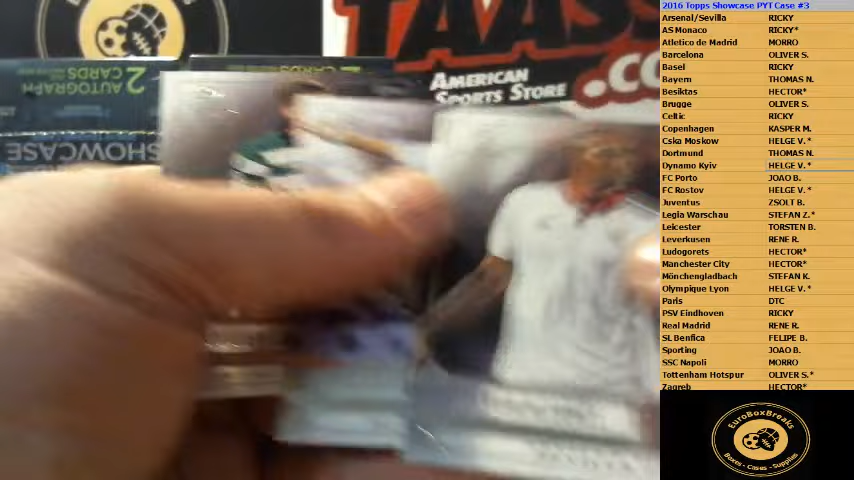 2016 Topps Showcase PYT Case #3
Arsenal/Sevilla RICKY
AS Monaco RICKY*
Atletico de Madrid MORRO
Barcelona OLIVER S.
Basel RICKY
Bayern THOMAS N.
Besiktas HECTOR*
Brugge OLIVER S.
Celtic RICKY
Copenhagen KASPER M.
Cska Moskow HELGE V.*
Dortmund THOMAS N.
Dynamo Kyiv HELGE V.*
FC Porto JOAO B.
FC Rostov HELGE V.*
Juventus ZSOLT B.
Legia Warschau STEFAN Z.*
Leicester TORSTEN B.
Leverkusen RENE R.
Ludogorets HECTOR*
Manchester City HECTOR*
Mönchengladbach STEFAN K.
Olympique Lyon HELGE V.*
Paris DTC
PSV Eindhoven RICKY
Real Madrid RENE R.
SL Benfica FELIPE B.
Sporting JOAO B.
SSC Napoli MORRO
Tottenham Hotspur OLIVER S.*
Zagreb HECTOR*
EuroBoxBreaks
Boxes - Cases - Supplies
AMERICAN
SPORTS STORE
.CO
2 AUTOGRAPH
CARDS
SHOWCASE